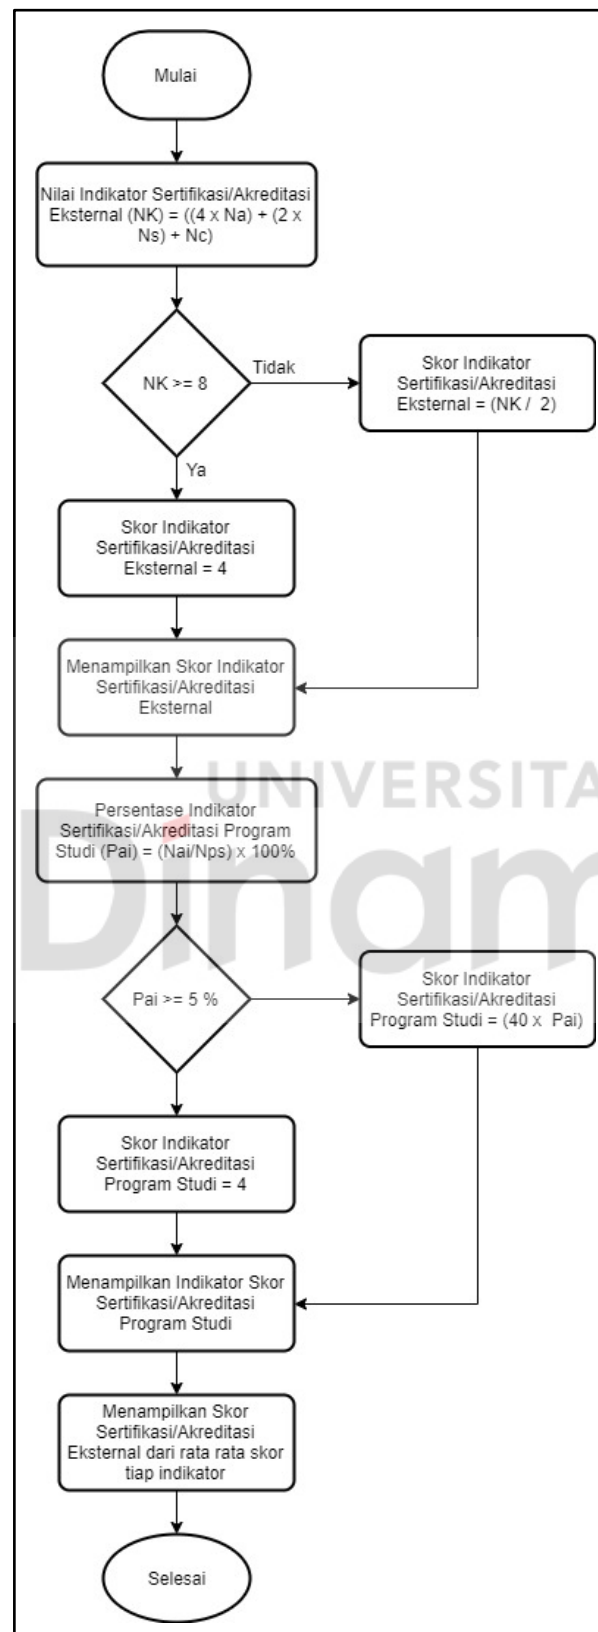 Mulai
Nilai Indikator Sertifikasi/Akreditasi
Eksternal (NK) = ((4 x Na) + (2 x
Ns) + Nc)
NK >= 8
Tidak
Skor Indikator
Sertifikasi/Akreditasi
Eksternal = (NK / 2)
Ya
Skor Indikator
Sertifikasi/Akreditasi
Eksternal = 4
Menampilkan Skor Indikator
Sertifikasi/Akreditasi
Eksternal
UNIVERSITA
Dinam
Persentase Indikator
Sertifikasi/Akreditasi Program
Studi (Pai) = (Nai/Nps) x 100%
Pai >= 5 %
Skor Indikator
Sertifikasi/Akreditasi
Program Studi = (40 x Pai)
Skor Indikator
Sertifikasi/Akreditasi
Program Studi = 4
Menampilkan Indikator Skor
Sertifikasi/Akreditasi
Program Studi
Menampilkan Skor
Sertifikasi/Akreditasi
Eksternal dari rata rata skor
tiap indikator
Selesai